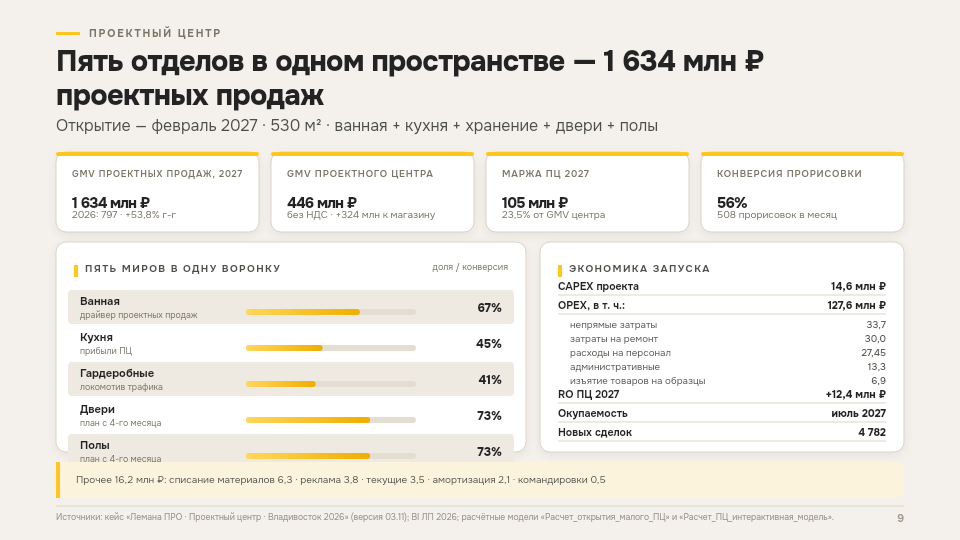 ПРОЕКТНЫЙ ЦЕНТР
Пять отделов в одном пространстве — 1 634 млн ₽
проектных продаж
Открытие — февраль 2027 · 530 м² · ванная + кухня + хранение + двери + полы
GMV ПРОЕКТНЫХ ПРОДАЖ, 2027
1 634 млн ₽
2026: 797 · +53,8% г-г
GMV ПРОЕКТНОГО ЦЕНТРА
446 млн ₽
без НДС · +324 млн к магазину
МАРЖА ПЦ 2027
105 млн ₽
23,5% от GMV центра
КОНВЕРСИЯ ПРОРИСОВКИ
56%
508 прорисовок в месяц
ПЯТЬ МИРОВ В ОДНУ ВОРОНКУ
доля / конверсия
Ванная
драйвер проектных продаж
67%
Кухня
прибыли ПЦ
45%
Гардеробные
локомотив трафика
41%
Двери
план с 4-го месяца
73%
Полы
план с 4-го месяца
73%
ЭКОНОМИКА ЗАПУСКА
CAPEX проекта 14,6 млн ₽
OPEX, в т. ч.: 127,6 млн ₽
непрямые затраты 33,7
затраты на ремонт 30,0
расходы на персонал 27,45
административные 13,3
изъятие товаров на образцы 6,9
RO ПЦ 2027 +12,4 млн ₽
Окупаемость июль 2027
Новых сделок 4 782
Прочее 16,2 млн ₽: списание материалов 6,3 · реклама 3,8 · текущие 3,5 · амортизация 2,1 · командировки 0,5
Источники: кейс «Лемана ПРО · Проектный центр · Владивосток 2026» (версия 03.11); BI ЛП 2026; расчётные модели «Расчет_открытия_малого_ПЦ» и «Расчет_ПЦ_интерактивная_модель».
9